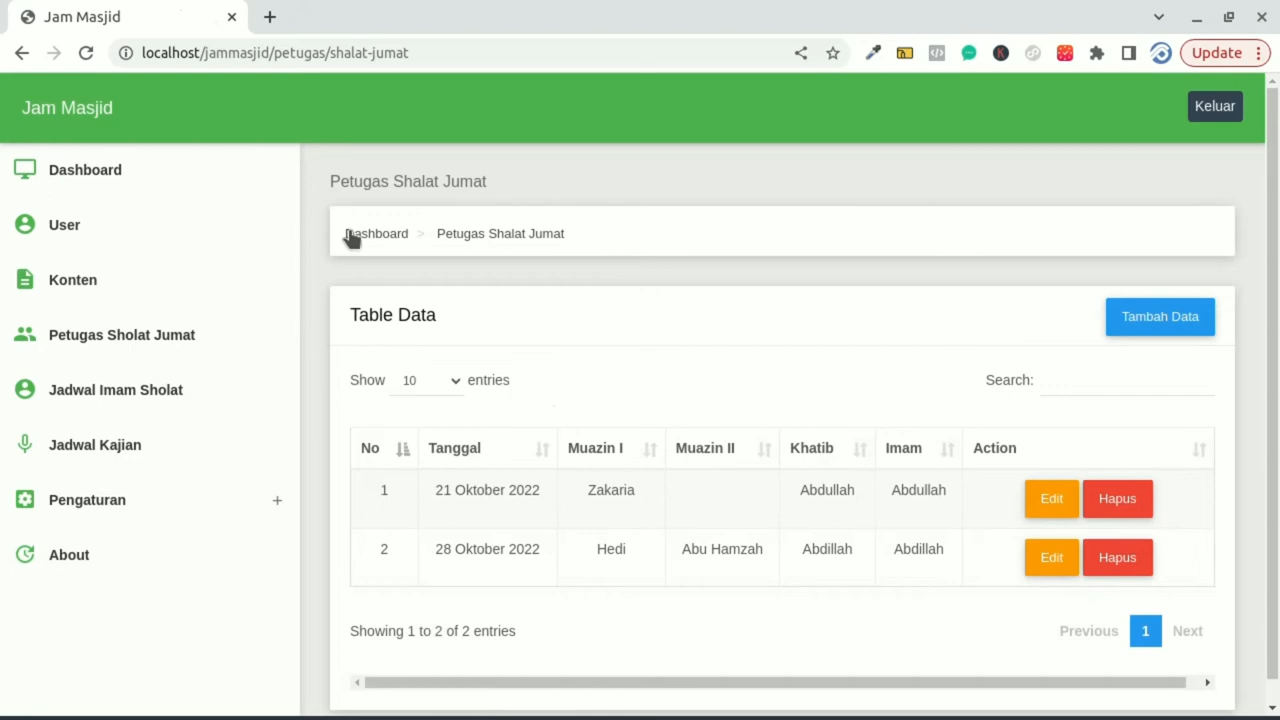 Jam Masjid
localhost/jammasjid/petugas/shalat-jumat
Update
Jam Masjid
Keluar
Dashboard
User
Konten
Petugas Sholat Jumat
Jadwal Imam Sholat
Jadwal Kajian
Pengaturan
About
Petugas Shalat Jumat
Dashboard > Petugas Shalat Jumat
Table Data
Tambah Data
Show 10 entries
Search:
No Tanggal Muazin I Muazin II Khatib Imam Action
1 21 Oktober 2022 Zakaria Abdullah Abdullah Edit Hapus
2 28 Oktober 2022 Hedi Abu Hamzah Abdillah Abdillah Edit Hapus
Showing 1 to 2 of 2 entries
Previous 1 Next